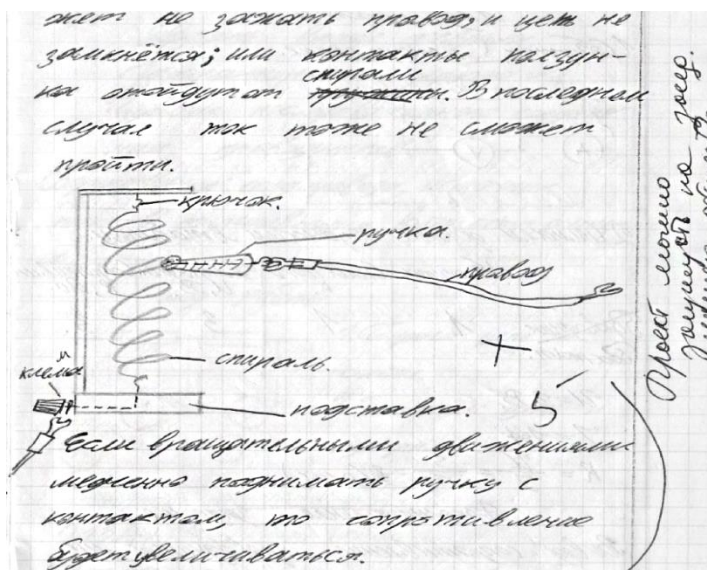 жет не зажать провод, и цепь не
замкнётся; или контакты ползун-
спирали
ка отойдут от. В последнем
случае ток тоже не сможет
пройти.
крючок.
ручка.
провод
спираль.
клемма
подставка.
+
5
Если вращательными движениями
медленно поднимать ручку с
контактом, то сопротивление
будет увеличиваться.
Проект можно
на